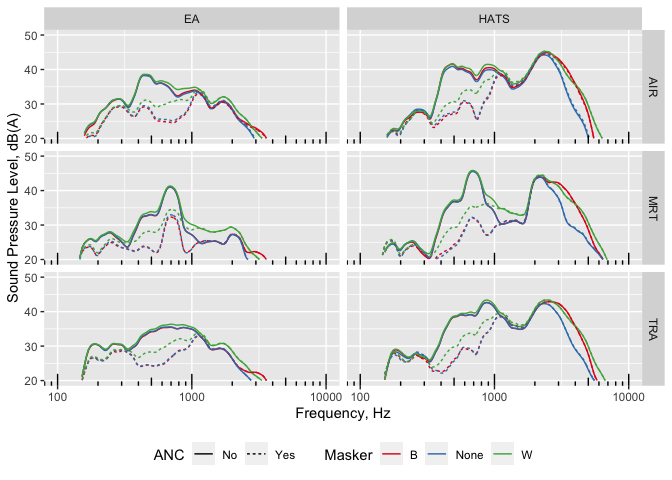 EA HATS
50
40
30
20
AIR
50
40
30
20
MRT
50
40
30
20
TRA
Sound Pressure Level, dB(A)
100 1000 10000 100 1000 10000
Frequency, Hz
ANC No Yes Masker B None W